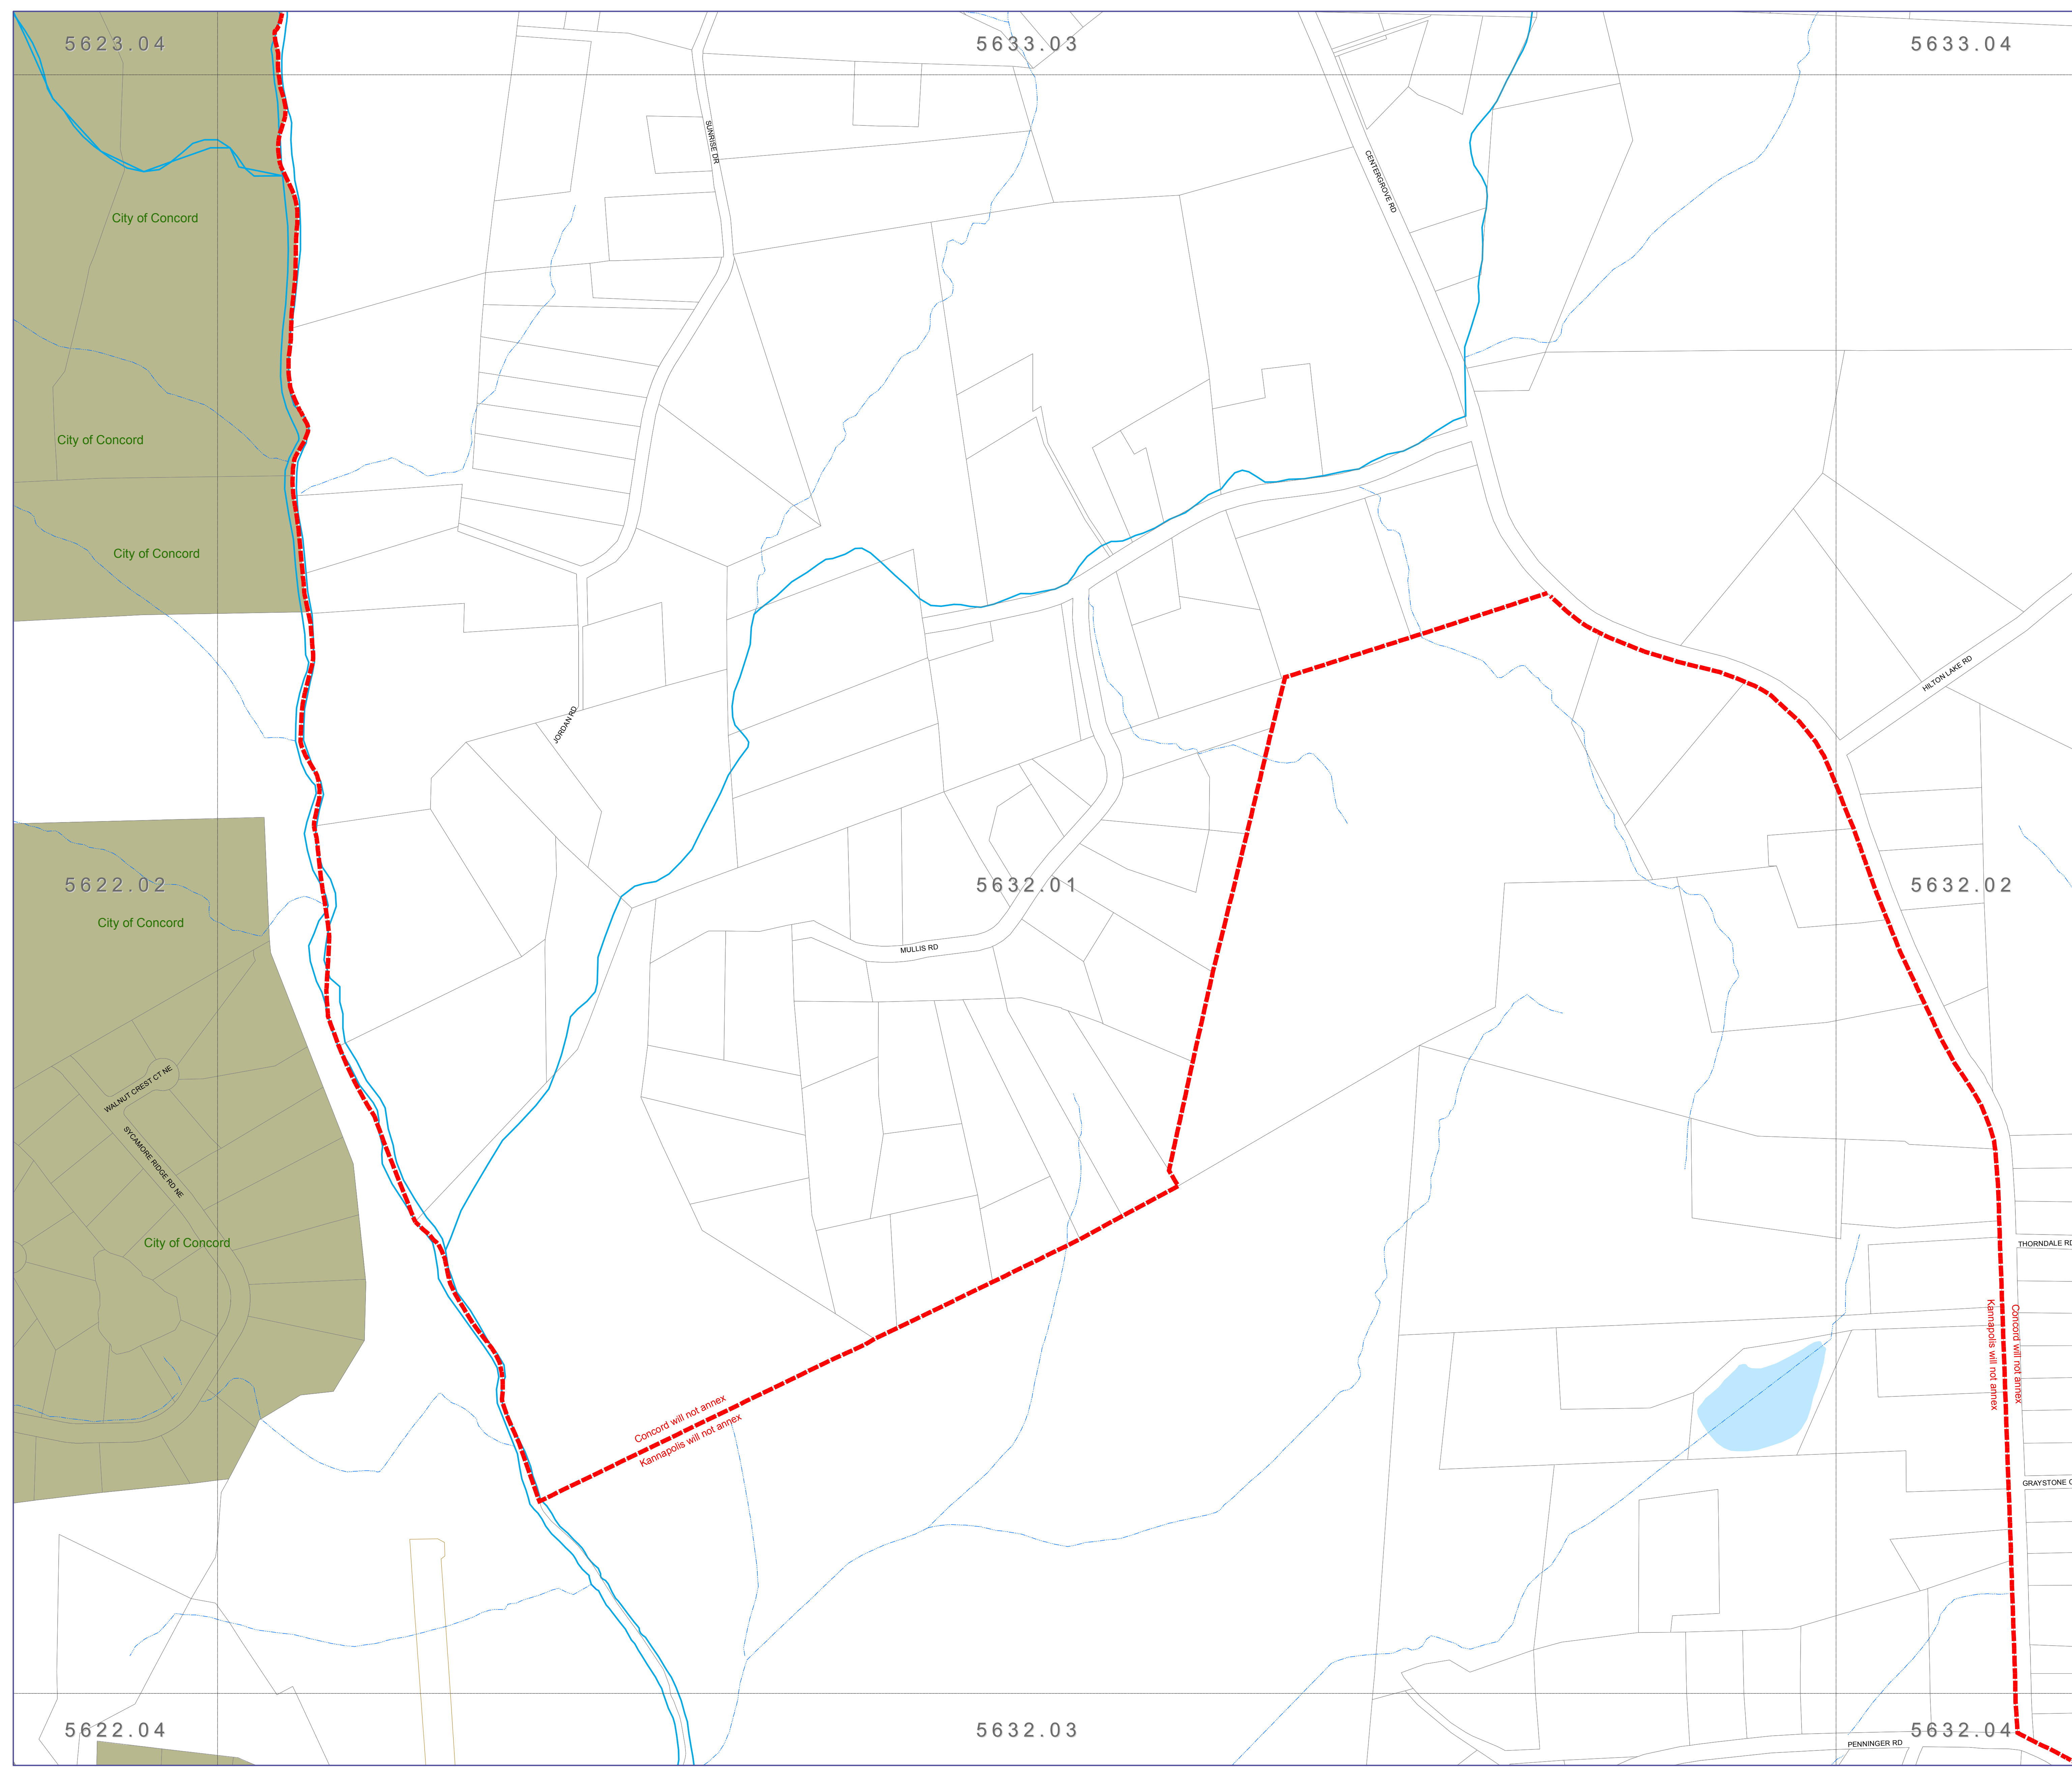 5623.04
5633.03
5633.04
SUNRISE DR
CENTERGROVE RD
City of Concord
City of Concord
City of Concord
HILTON LAKE RD
JORDAN RD
5622.02
5632.01
5632.02
City of Concord
MULLIS RD
WALNUT CREST CT NE
SYCAMORE RIDGE RD NE
City of Concord
THORNDALE RD
Concord will not annex
Kannapolis will not annex
Concord will not annex
Kannapolis will not annex
GRAYSTONE
5622.04
5632.03
5632.04
PENNINGER RD